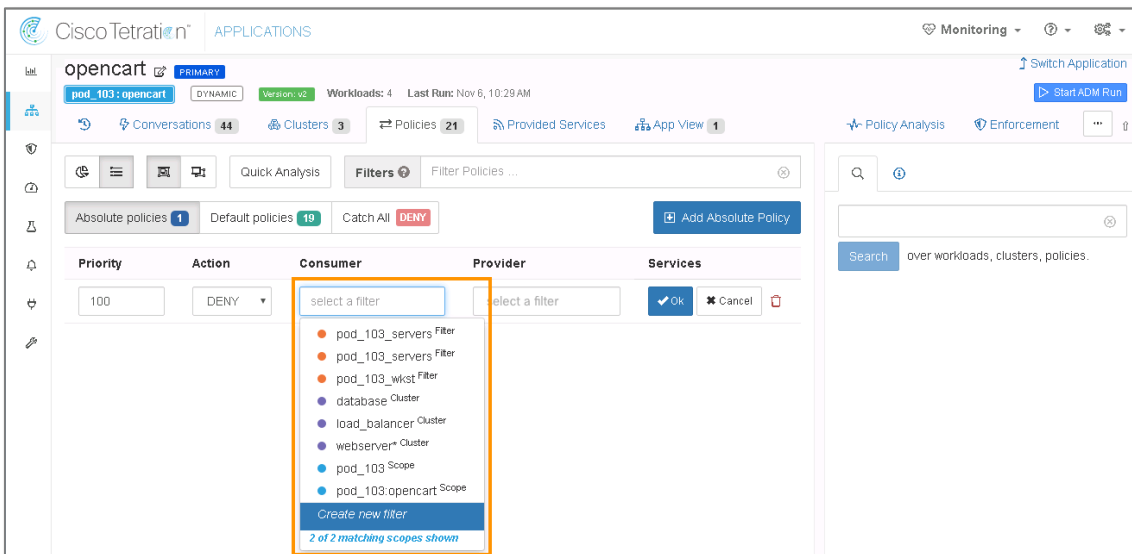 Cisco Tetration™ APPLICATIONS Monitoring
opencart PRIMARY Switch Application
pod_103 : opencart DYNAMIC Version: v2 Workloads: 4 Last Run: Nov 6, 10:29 AM Start ADM Run
Conversations 44 Clusters 3 Policies 21 Provided Services App View 1 Policy Analysis Enforcement ...
Quick Analysis Filters Filter Policies ...
Absolute policies 1 Default policies 19 Catch All DENY Add Absolute Policy
Search over workloads, clusters, policies.
Priority Action Consumer Provider Services
100 DENY select a filter select a filter Ok Cancel
pod_103_servers Filter
pod_103_servers Filter
pod_103_wkst Filter
database Cluster
load_balancer Cluster
webserver* Cluster
pod_103 Scope
pod_103:opencart Scope
Create new filter
2 of 2 matching scopes shown